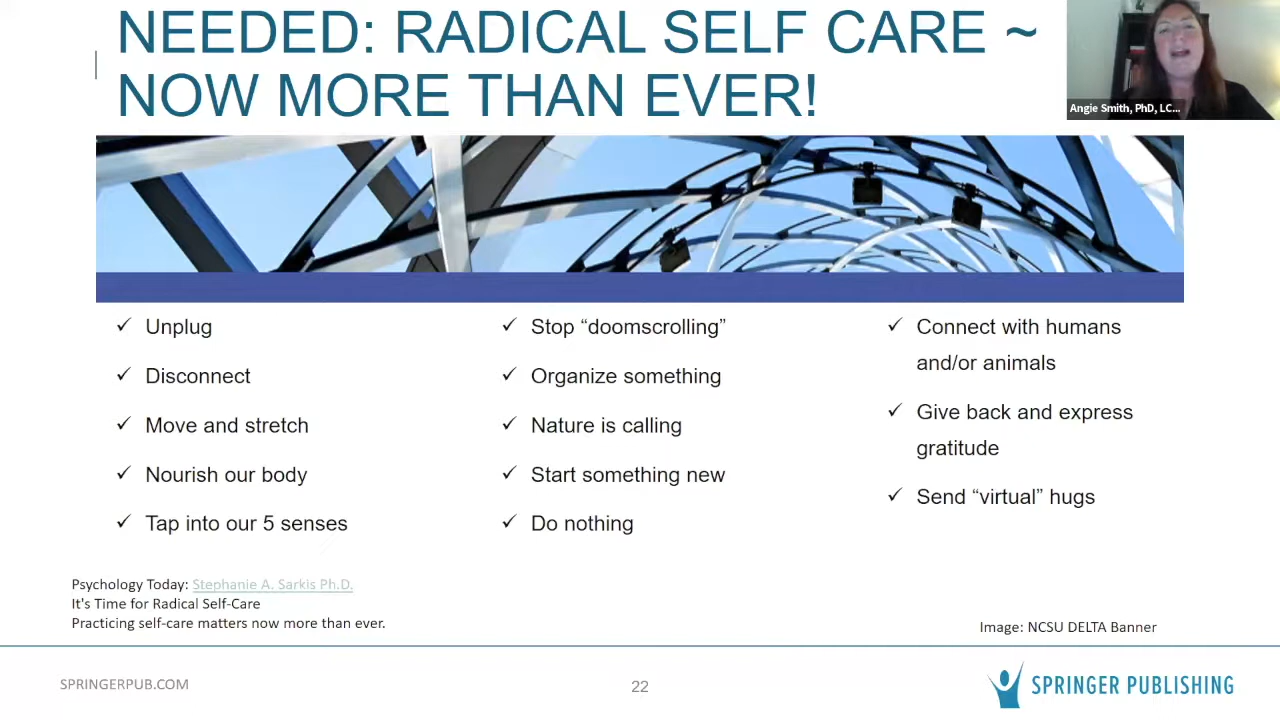 NEEDED: RADICAL SELF CARE ~
NOW MORE THAN EVER!
Angie Smith, PhD, LC...
✓ Unplug
✓ Disconnect
✓ Move and stretch
✓ Nourish our body
✓ Tap into our 5 senses
✓ Stop “doomscrolling”
✓ Organize something
✓ Nature is calling
✓ Start something new
✓ Do nothing
✓ Connect with humans
and/or animals
✓ Give back and express
gratitude
✓ Send “virtual” hugs
Psychology Today: Stephanie A. Sarkis Ph.D.
It's Time for Radical Self-Care
Practicing self-care matters now more than ever.
Image: NCSU DELTA Banner
SPRINGERPUB.COM
22
SPRINGER PUBLISHING